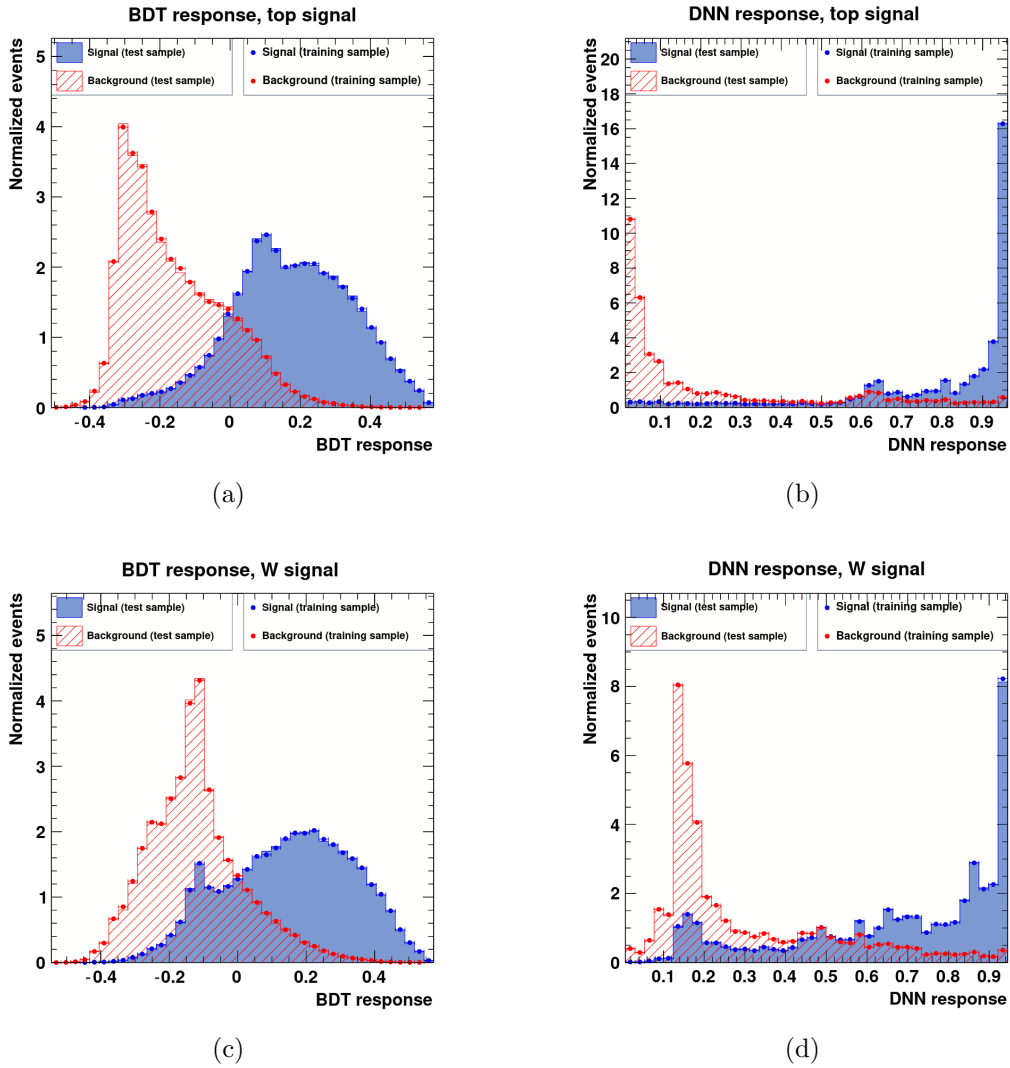 BDT response, top signal
Normalized events
Signal (test sample)
Signal (training sample)
Background (test sample)
Background (training sample)
5
4
3
2
1
0
-0.4 -0.2 0 0.2 0.4
BDT response
(a)
DNN response, top signal
Normalized events
Signal (test sample)
Signal (training sample)
Background (test sample)
Background (training sample)
20
18
16
14
12
10
8
6
4
2
0
0.1 0.2 0.3 0.4 0.5 0.6 0.7 0.8 0.9
DNN response
(b)
BDT response, W signal
Normalized events
Signal (test sample)
Signal (training sample)
Background (test sample)
Background (training sample)
5
4
3
2
1
0
-0.4 -0.2 0 0.2 0.4
BDT response
(c)
DNN response, W signal
Normalized events
Signal (test sample)
Signal (training sample)
Background (test sample)
Background (training sample)
10
8
6
4
2
0
0.1 0.2 0.3 0.4 0.5 0.6 0.7 0.8 0.9
DNN response
(d)